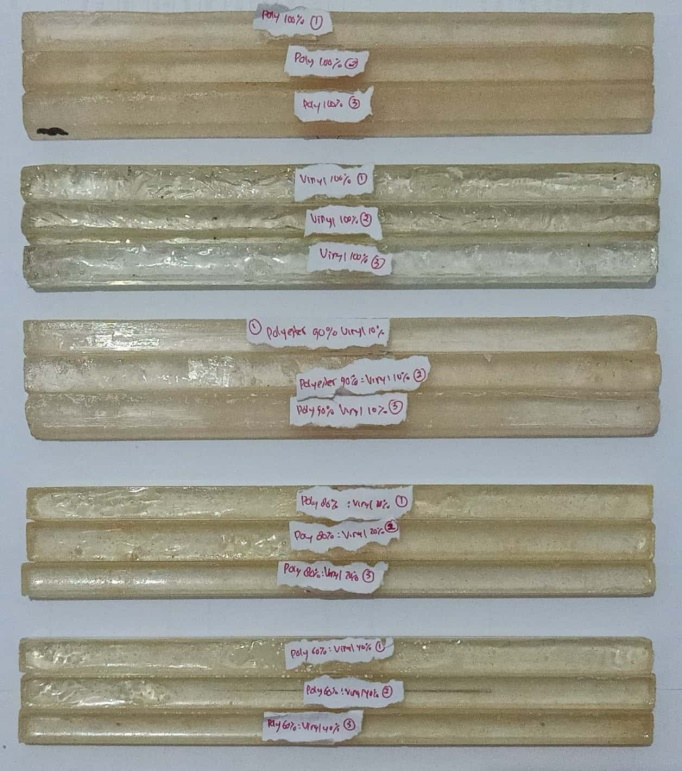 Poly 100% ①
Poly 100% ②
Poly 100% ③
Vinyl 100% ①
Vinyl 100% ②
Vinyl 100% ③
① Polyester 90% Vinyl 10%
Polyester 90% : Vinyl 10% ②
Poly 90% Vinyl 10% ③
Poly 80% : Vinyl 20% ①
Poly 80% : Vinyl 20% ②
Poly 80% : Vinyl 20% ③
Poly 60% : Vinyl 40% ①
Poly 60% : Vinyl 40% ②
Poly 60% : Vinyl 40% ③